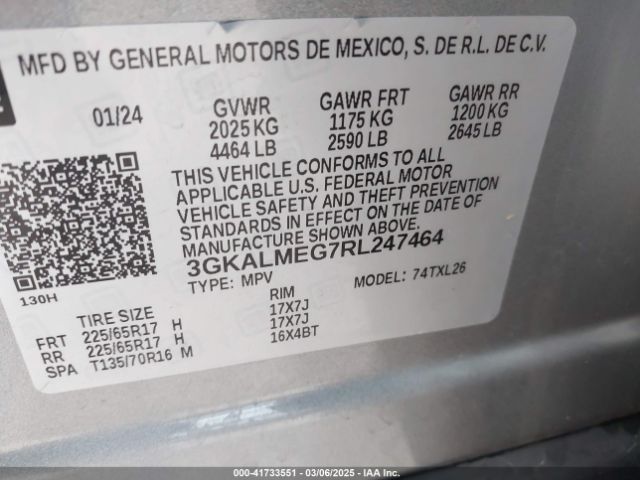 MFD BY GENERAL MOTORS DE MEXICO, S. DE R.L. DE C.V.
01/24 GVWR GAWR FRT GAWR RR
2025 KG 1175 KG 1200 KG
4464 LB 2590 LB 2645 LB
THIS VEHICLE CONFORMS TO ALL
APPLICABLE U.S. FEDERAL MOTOR
VEHICLE SAFETY AND THEFT PREVENTION
STANDARDS IN EFFECT ON THE DATE OF
MANUFACTURE SHOWN ABOVE.
3GKALMEG7RL247464
TYPE: MPV MODEL: 74TXL26
130H
TIRE SIZE RIM
FRT 225/65R17 H 17X7J
RR 225/65R17 H 17X7J
SPA T135/70R16 M 16X4BT
000-41733551 | 03/06/2025 - IAA Inc.